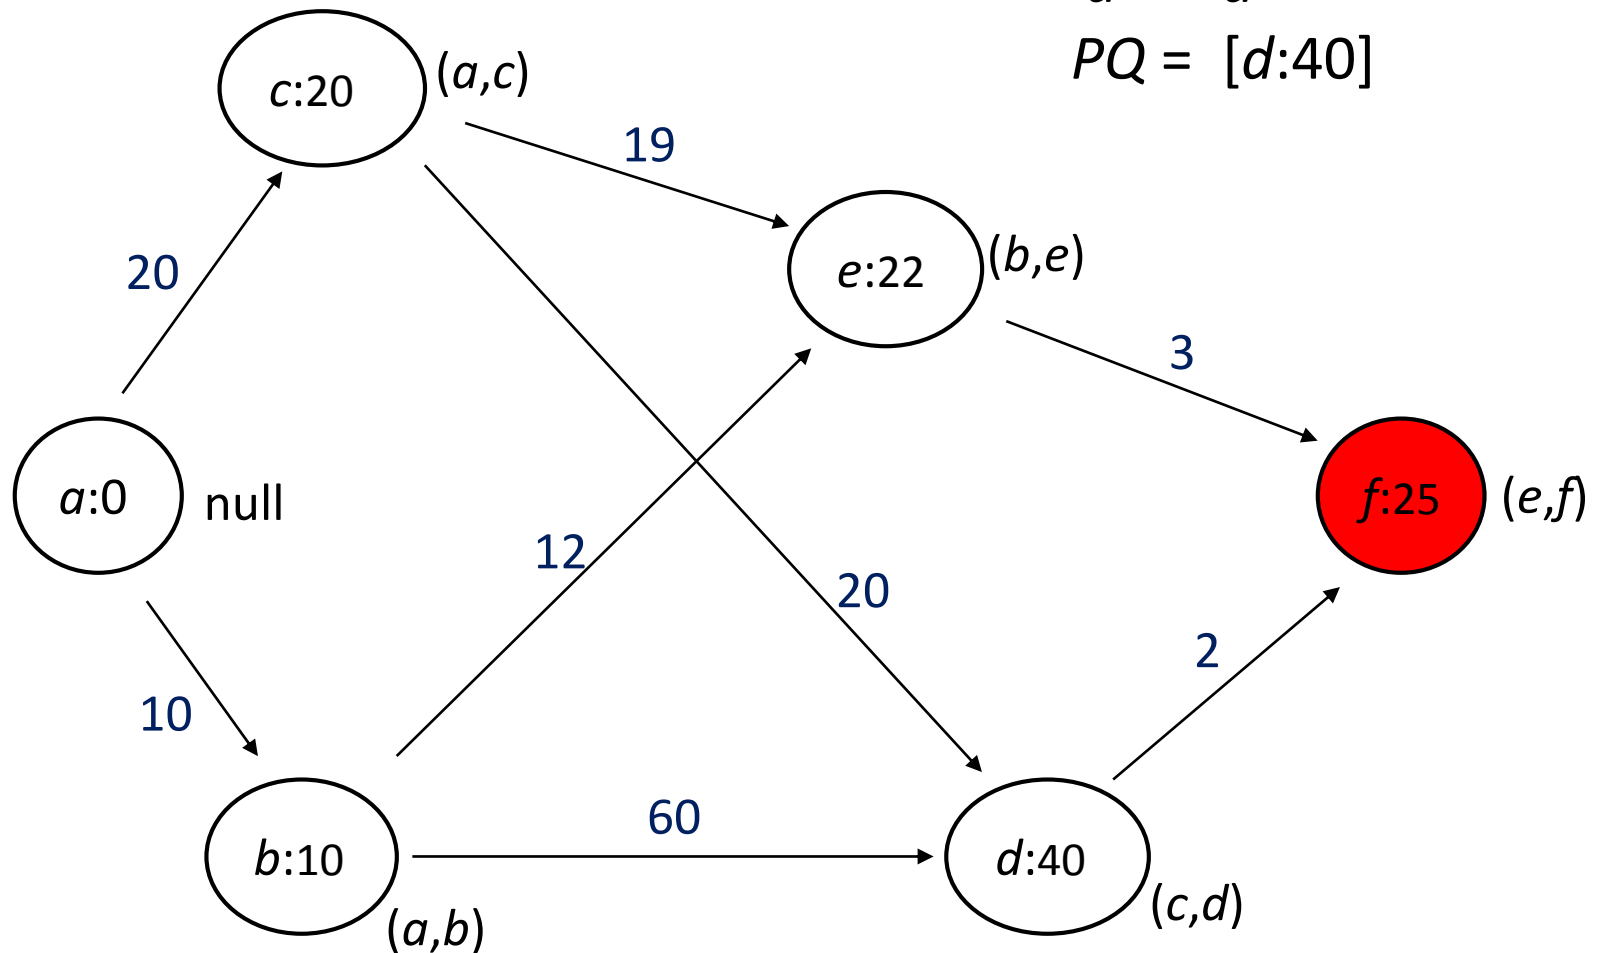 PQ = [d:40]
c:20
(a,c)
19
20
e:22
(b,e)
3
a:0
null
f:25
(e,f)
12
20
2
10
60
b:10
d:40
(a,b)
(c,d)